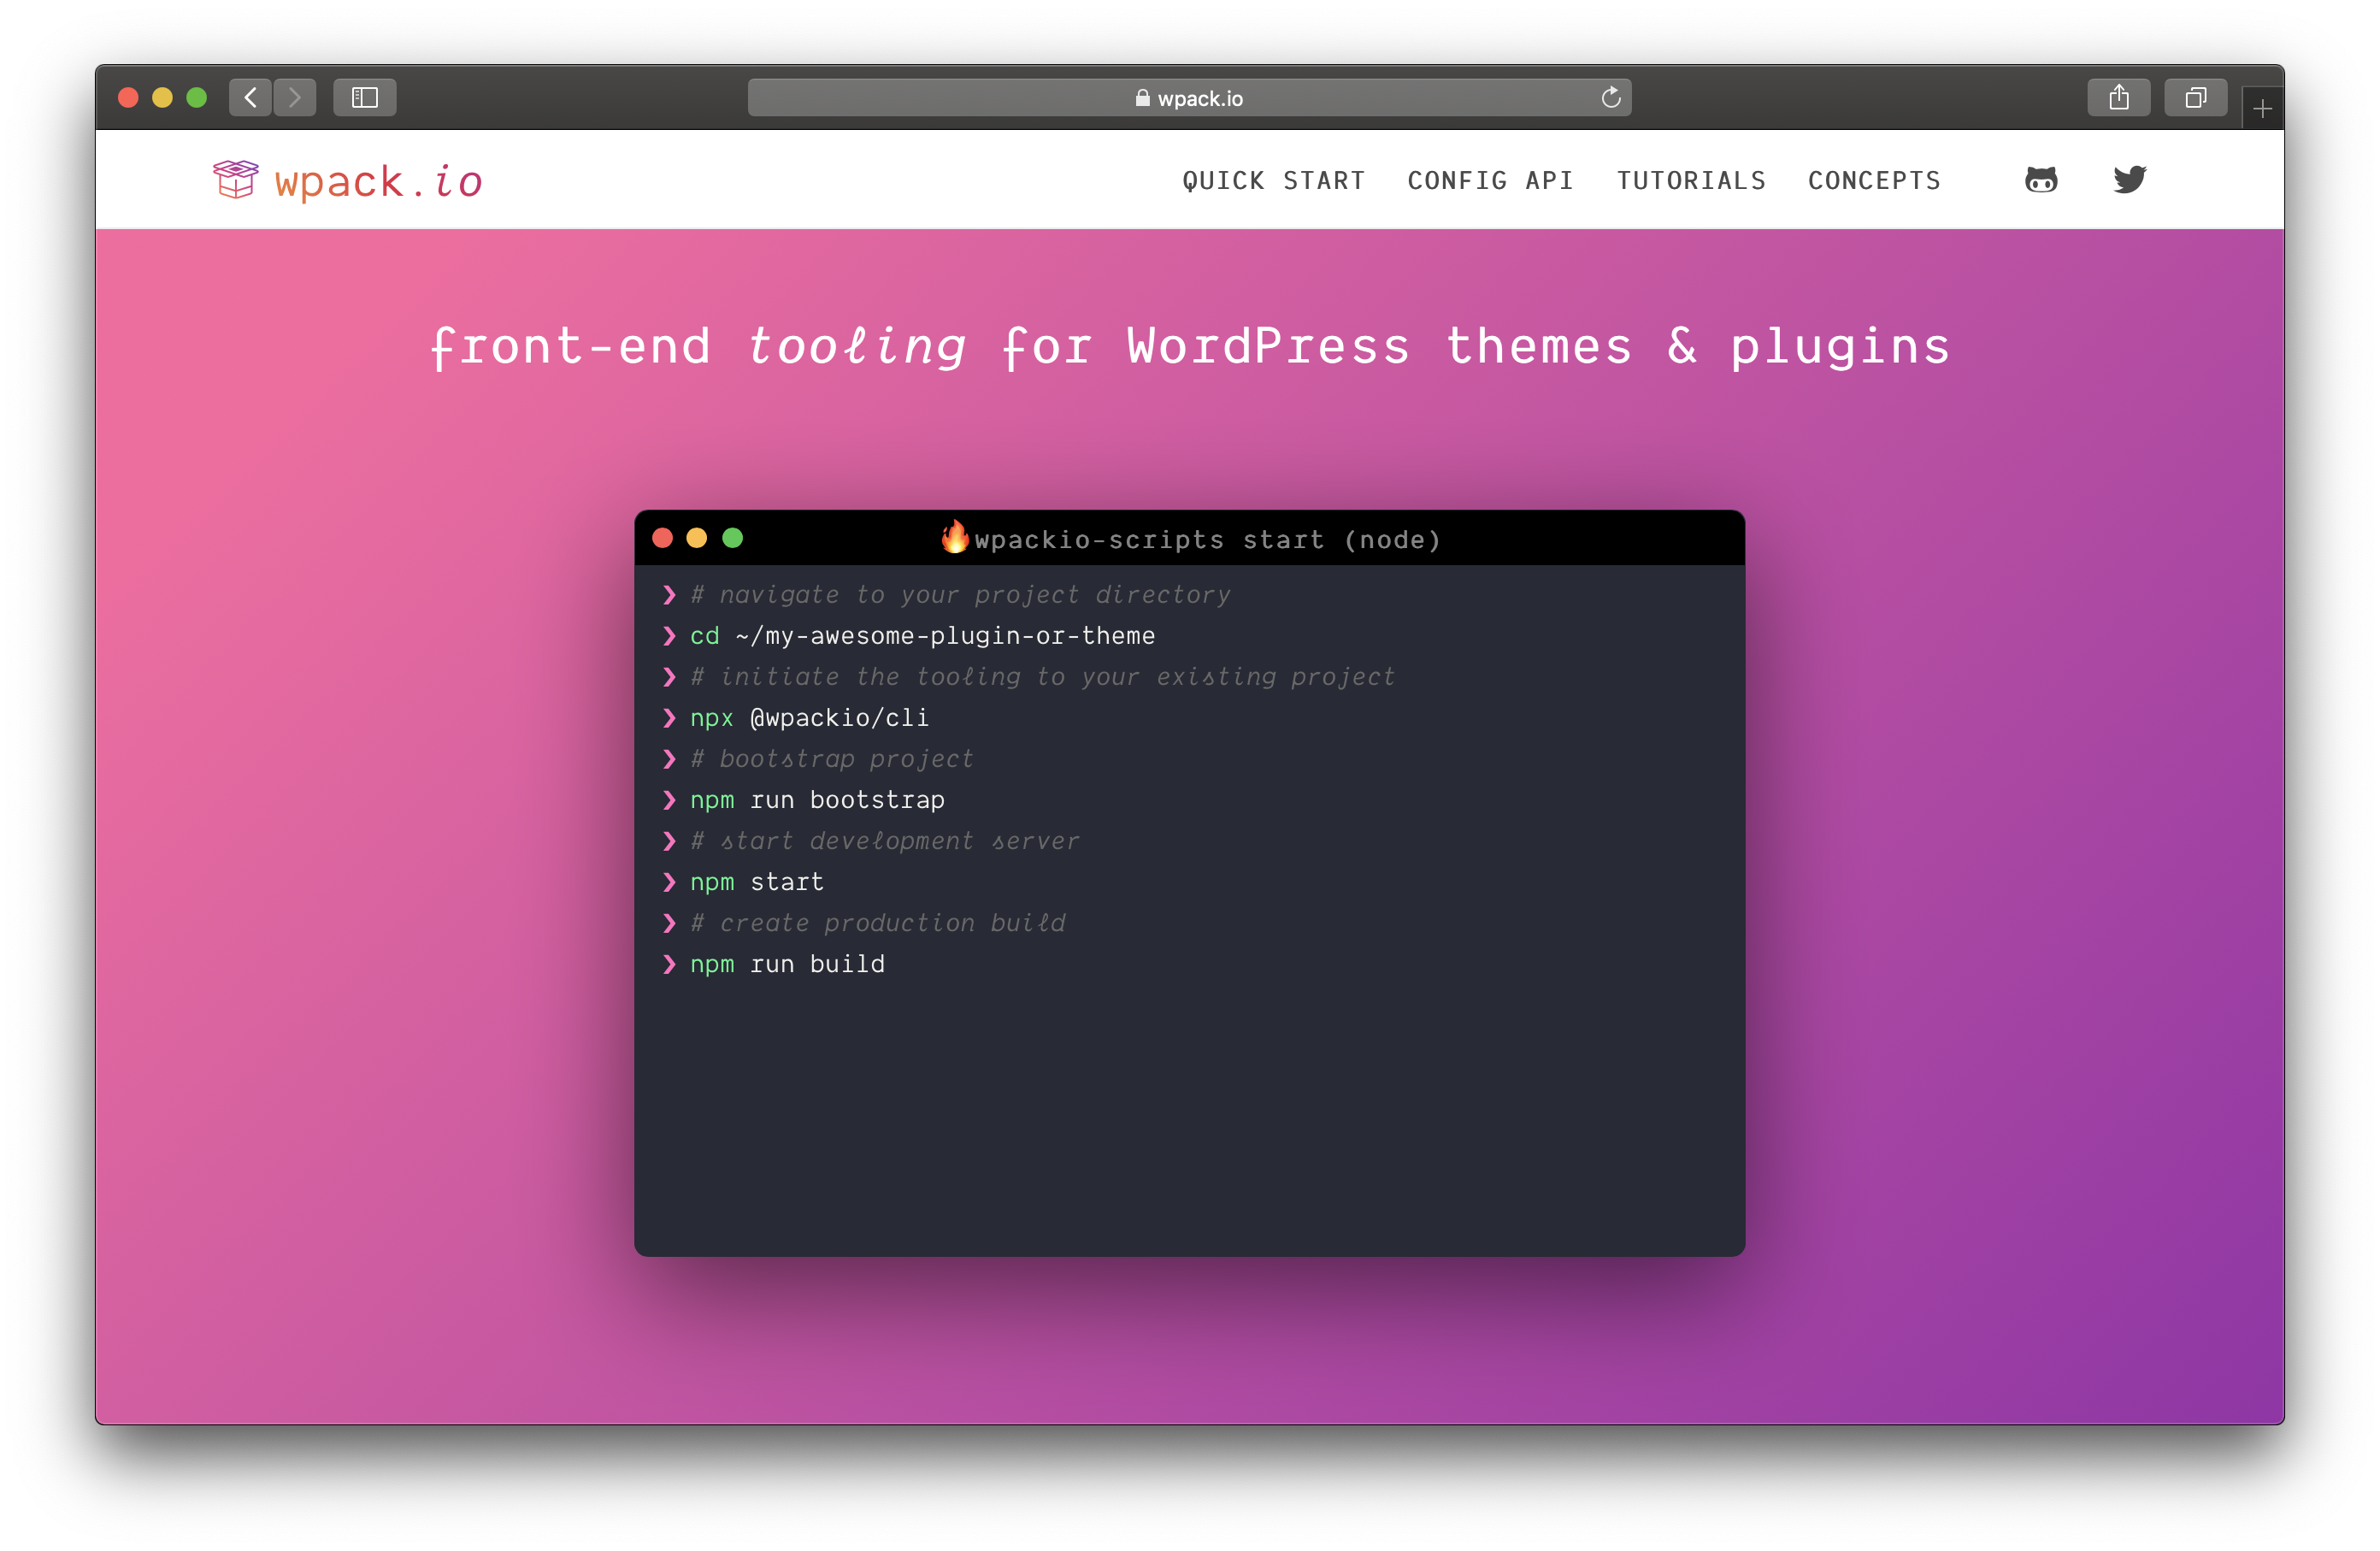 wpack.io
wpack.io
QUICK START CONFIG API TUTORIALS CONCEPTS
front-end tooling for WordPress themes & plugins
🔥wpackio-scripts start (node)
❯ # navigate to your project directory
❯ cd ~/my-awesome-plugin-or-theme
❯ # initiate the tooling to your existing project
❯ npx @wpackio/cli
❯ # bootstrap project
❯ npm run bootstrap
❯ # start development server
❯ npm start
❯ # create production build
❯ npm run build